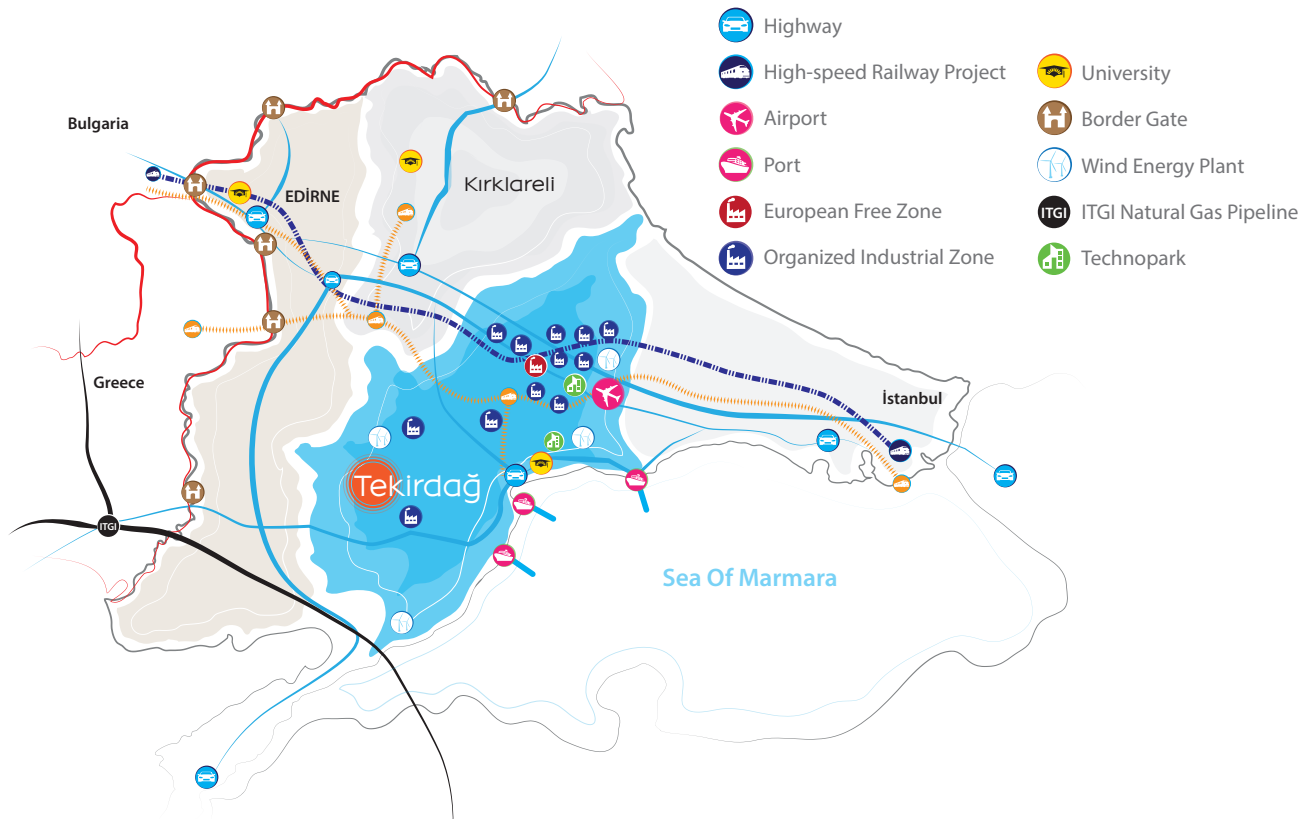 Highway
High-speed Railway Project
Airport
Port
European Free Zone
Organized Industrial Zone
University
Border Gate
Wind Energy Plant
ITGI
ITGI Natural Gas Pipeline
Technopark
Bulgaria
EDİRNE
Kırklareli
Greece
İstanbul
Tekirdağ
ITGI
Sea Of Marmara